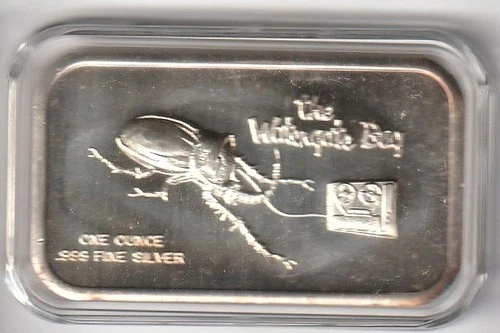 the
Watergate Bug
ONE OUNCE
.999 FINE SILVER